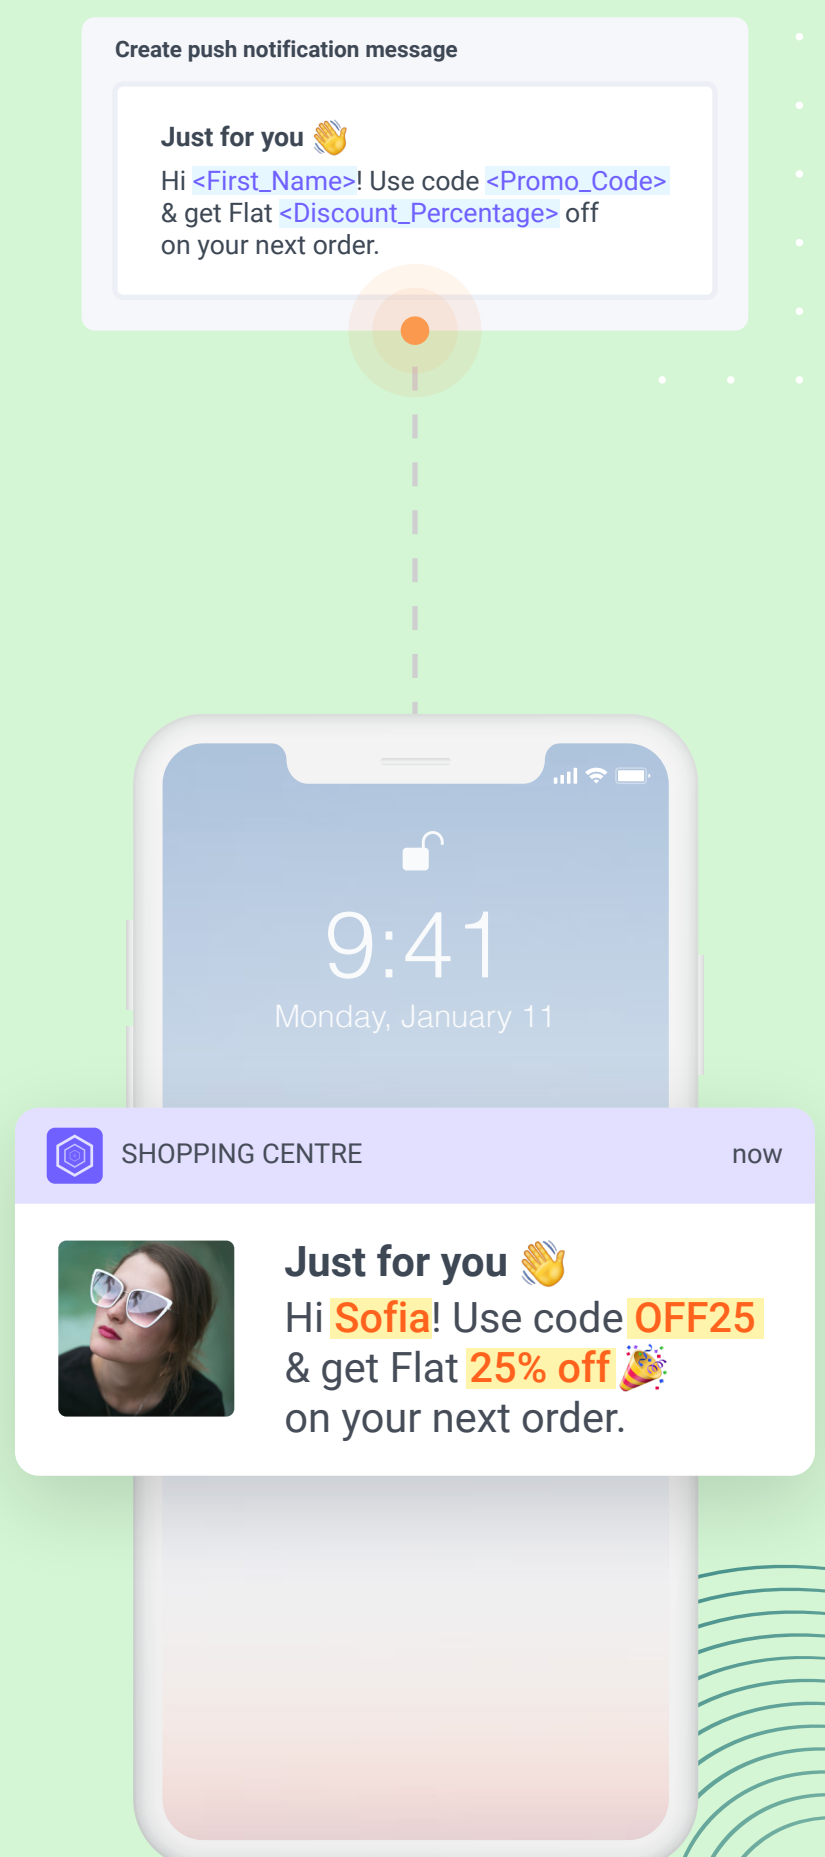 Create push notification message
Just for you 👋
Hi <First_Name>! Use code <Promo_Code>
& get Flat <Discount_Percentage> off
on your next order.
9:41
Monday, January 11
SHOPPING CENTRE now
Just for you 👋
Hi Sofia! Use code OFF25
& get Flat 25% off 🎉
on your next order.